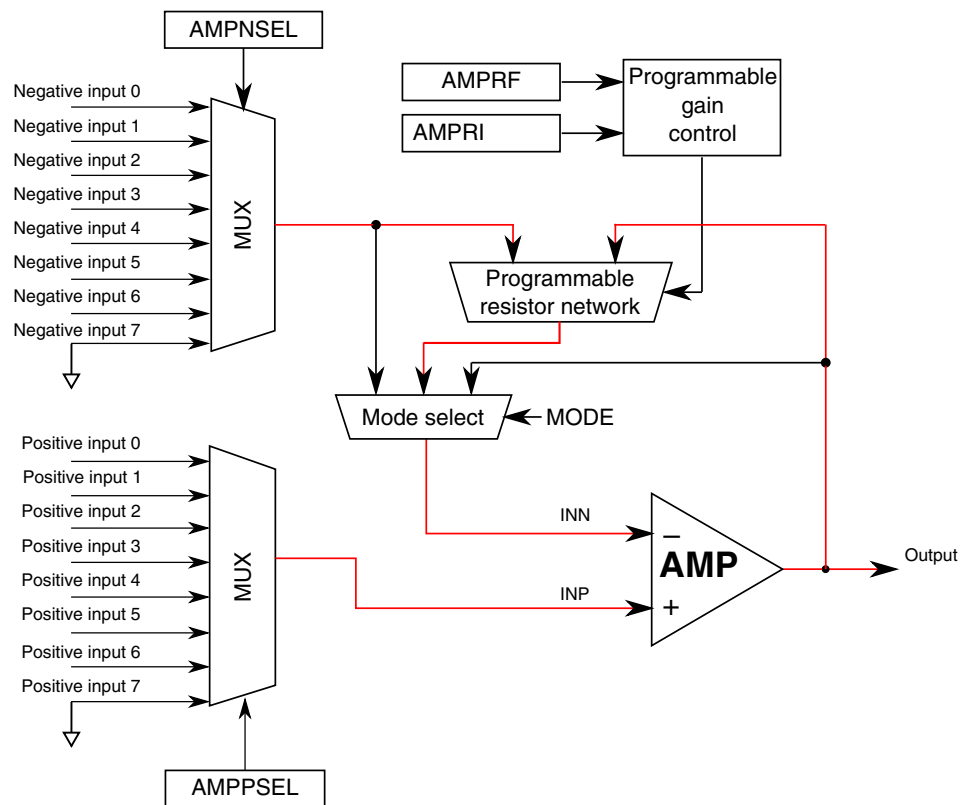 AMPNSEL
Negative input 0
Negative input 1
Negative input 2
Negative input 3
Negative input 4
Negative input 5
Negative input 6
Negative input 7
MUX
AMPRF
AMPRI
Programmable
gain
control
Programmable
resistor network
Mode select
MODE
Positive input 0
Positive input 1
Positive input 2
Positive input 3
Positive input 4
Positive input 5
Positive input 6
Positive input 7
MUX
INN
INP
−
AMP
+
Output
AMPPSEL